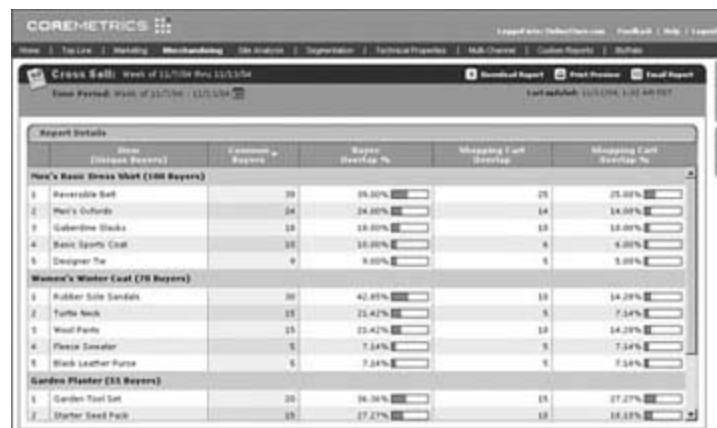 COREMETRICS
Feedback | Help | Logout
Home | Top Line | Marketing | Merchandising | Site Analysis | Segmentation | Technical Properties | Multi-Channel | Custom Reports |
Cross Sell: Week of 11/7/04 thru 11/13/04 Download Report Print Preview Email Report
Time Period: Week of 11/7/04 - 11/13/04 Last updated:
Report Details
Item Common Buyer Shopping Cart Shopping Cart
(Unique Buyers) Buyers Overlap % Overlap Overlap %
Men's Basic Dress Shirt (100 Buyers)
1 Reversible Belt 39 39.00% 25 25.00%
2 Men's Oxfords 24 24.00% 14 14.00%
3 Gaberdine Slacks 18 18.00% 10 10.00%
4 Basic Sports Coat 10 10.00% 6 6.00%
5 Designer Tie 9 9.00% 5 5.00%
Women's Winter Coat (70 Buyers)
1 Rubber Sole Sandals 30 42.85% 10 14.28%
2 Turtle Neck 15 21.42% 5 7.14%
3 Wool Pants 15 21.42% 10 14.28%
4 Fleece Sweater 5 7.14% 5 7.14%
5 Black Leather Purse 5 7.14% 5 7.14%
Garden Planter (55 Buyers)
1 Garden Tool Set 20 36.36% 15 27.27%
2 Starter Seed Pack 15 27.27% 10 18.18%